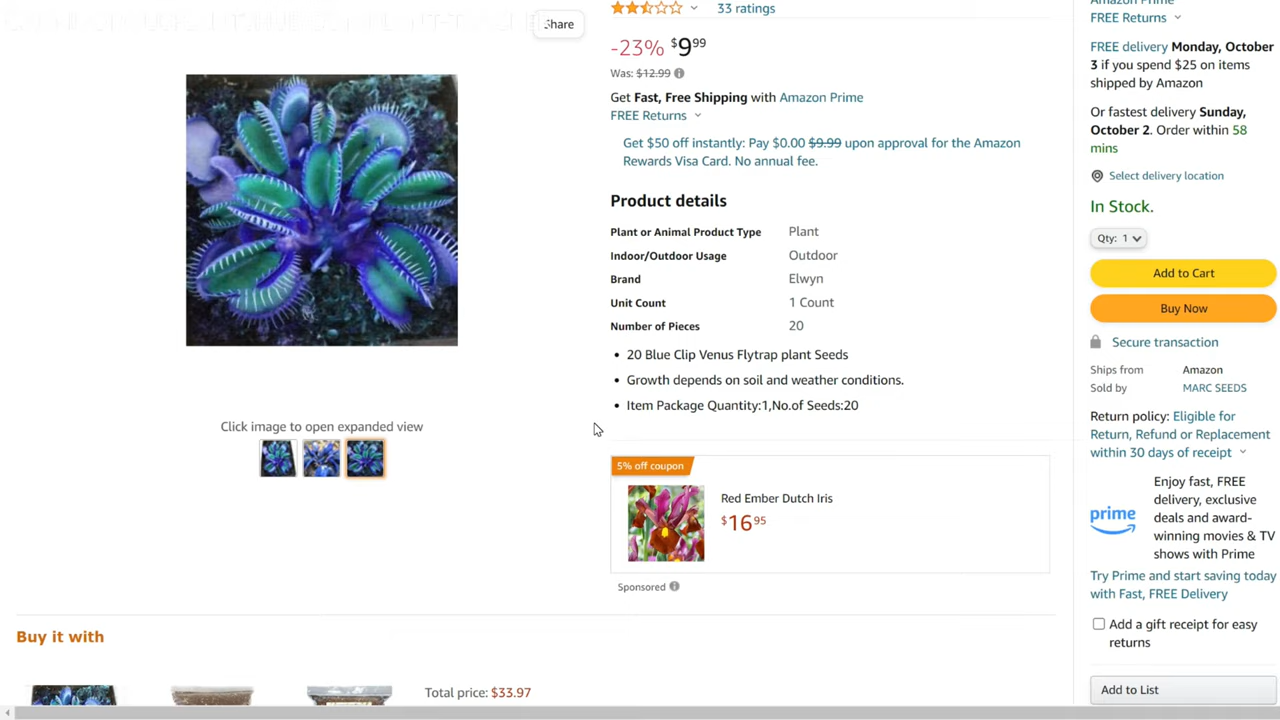 Share
33 ratings
-23% $9.99
Was: $12.99
Get Fast, Free Shipping with Amazon Prime
FREE Returns
Get $50 off instantly: Pay $0.00 $9.99 upon approval for the Amazon
Rewards Visa Card. No annual fee.
Product details
Plant or Animal Product Type Plant
Indoor/Outdoor Usage Outdoor
Brand Elwyn
Unit Count 1 Count
Number of Pieces 20
• 20 Blue Clip Venus Flytrap plant Seeds
• Growth depends on soil and weather conditions.
• Item Package Quantity:1,No.of Seeds:20
Click image to open expanded view
5% off coupon
Red Ember Dutch Iris
$16.95
Sponsored
Buy it with
Total price: $33.97
Amazon Prime
FREE Returns
FREE delivery Monday, October
3 if you spend $25 on items
shipped by Amazon
Or fastest delivery Sunday,
October 2. Order within 58
mins
Select delivery location
In Stock.
Qty: 1
Add to Cart
Buy Now
Secure transaction
Ships from Amazon
Sold by MARC SEEDS
Return policy: Eligible for
Return, Refund or Replacement
within 30 days of receipt
prime
Enjoy fast, FREE
delivery, exclusive
deals and award-
winning movies & TV
shows with Prime
Try Prime and start saving today
with Fast, FREE Delivery
Add a gift receipt for easy
returns
Add to List